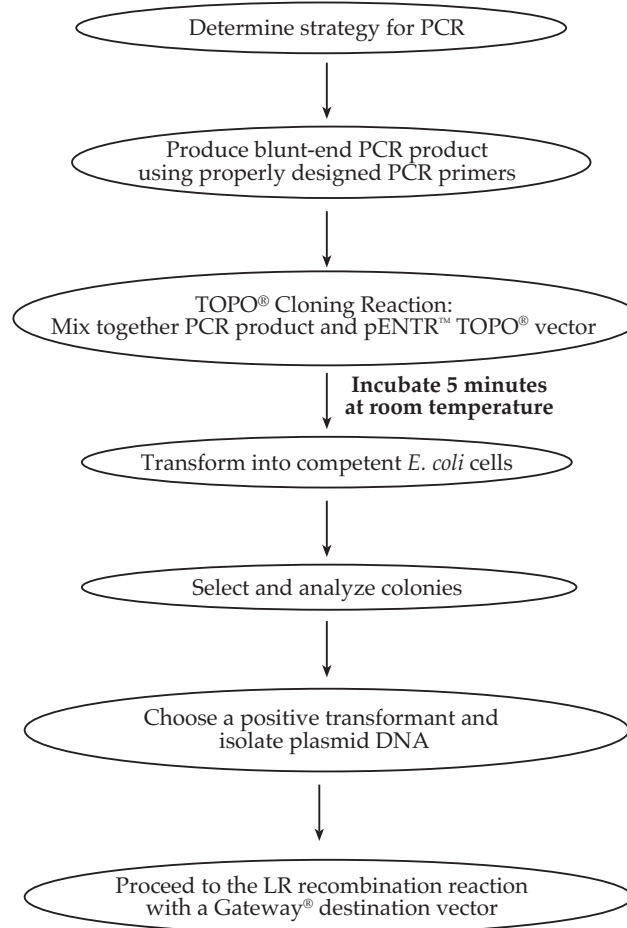 Determine strategy for PCR
Produce blunt-end PCR product
using properly designed PCR primers
TOPO® Cloning Reaction:
Mix together PCR product and pENTR™ TOPO® vector
Incubate 5 minutes
at room temperature
Transform into competent E. coli cells
Select and analyze colonies
Choose a positive transformant and
isolate plasmid DNA
Proceed to the LR recombination reaction
with a Gateway® destination vector